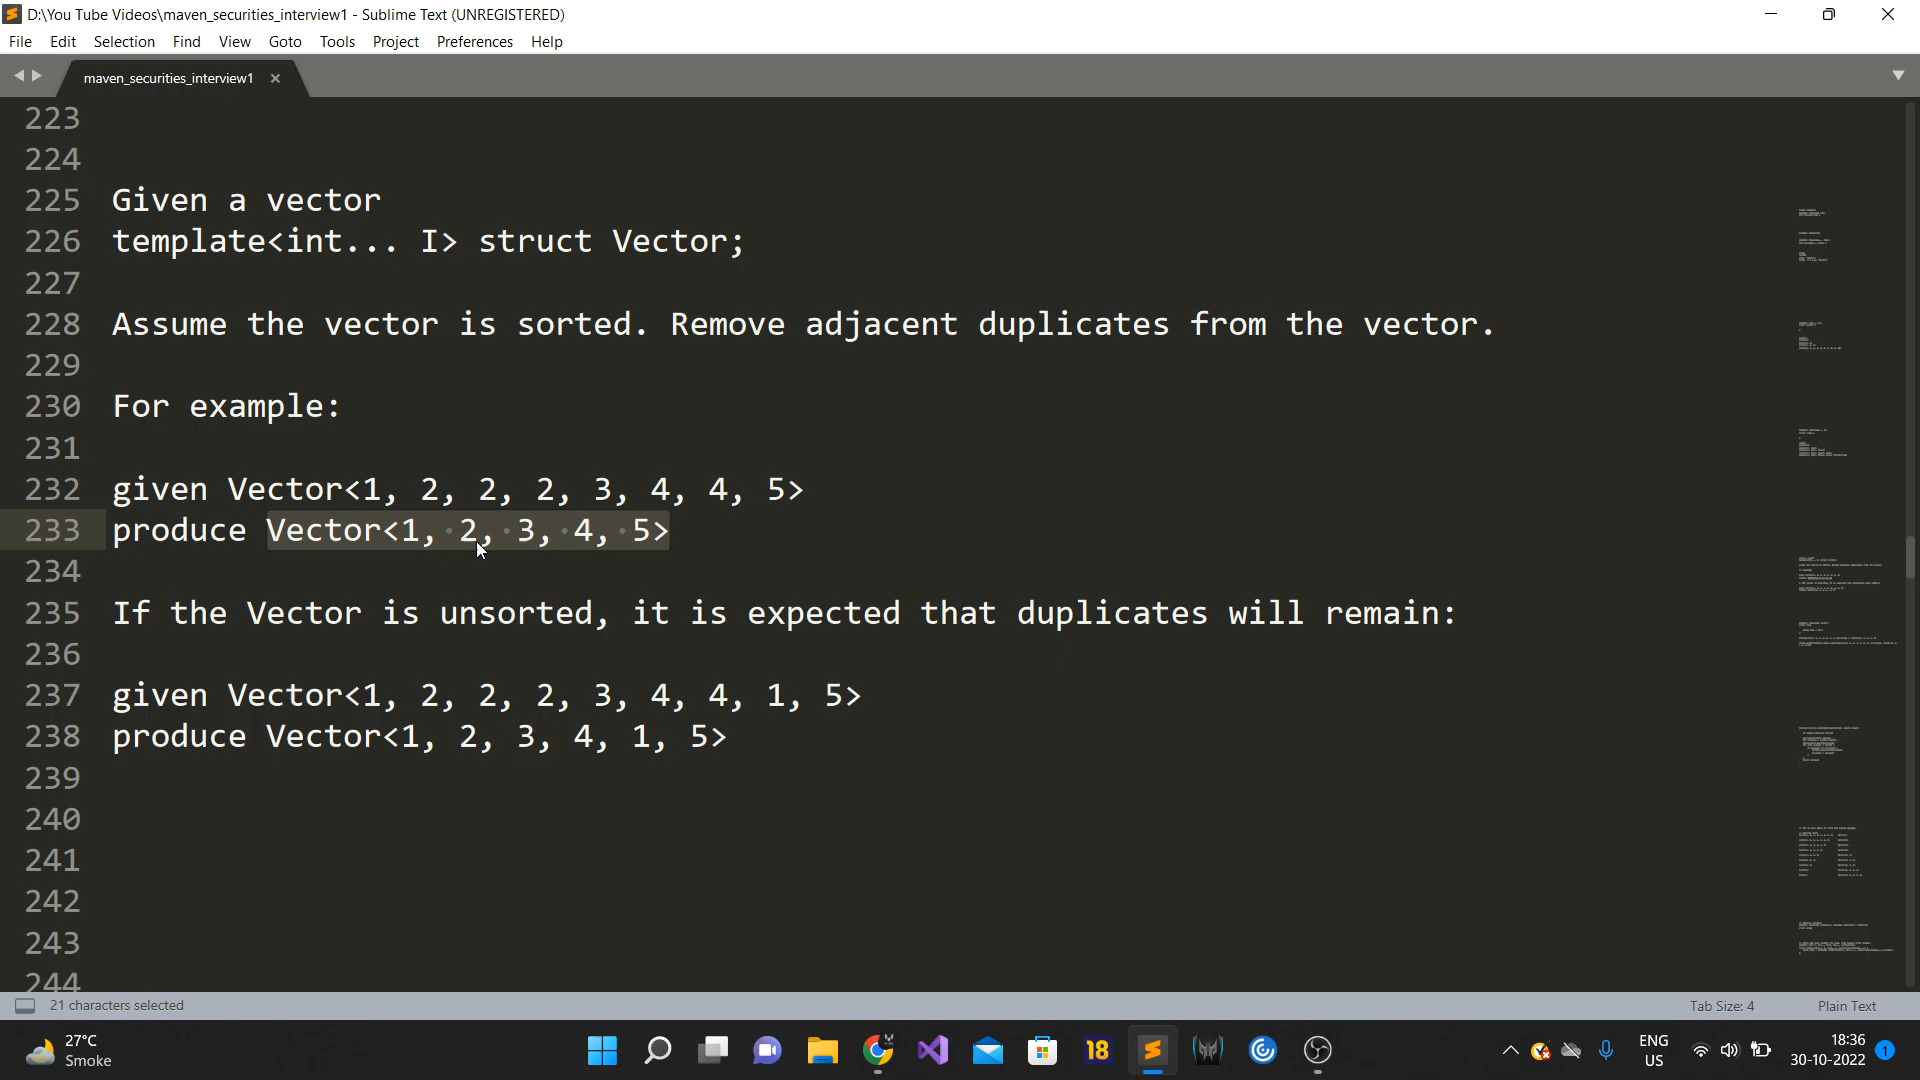 D:\You Tube Videos\maven_securities_interview1 - Sublime Text (UNREGISTERED)
File Edit Selection Find View Goto Tools Project Preferences Help
maven_securities_interview1
223
224
225 Given a vector
226 template<int... I> struct Vector;
227
228 Assume the vector is sorted. Remove adjacent duplicates from the vector.
229
230 For example:
231
232 given Vector<1, 2, 2, 2, 3, 4, 4, 5>
233 produce Vector<1, 2, 3, 4, 5>
234
235 If the Vector is unsorted, it is expected that duplicates will remain:
236
237 given Vector<1, 2, 2, 2, 3, 4, 4, 1, 5>
238 produce Vector<1, 2, 3, 4, 1, 5>
239
240
241
242
243
244
21 characters selected Tab Size: 4 Plain Text
27°C
Smoke
18
ENG
US
18:36
30-10-2022
1